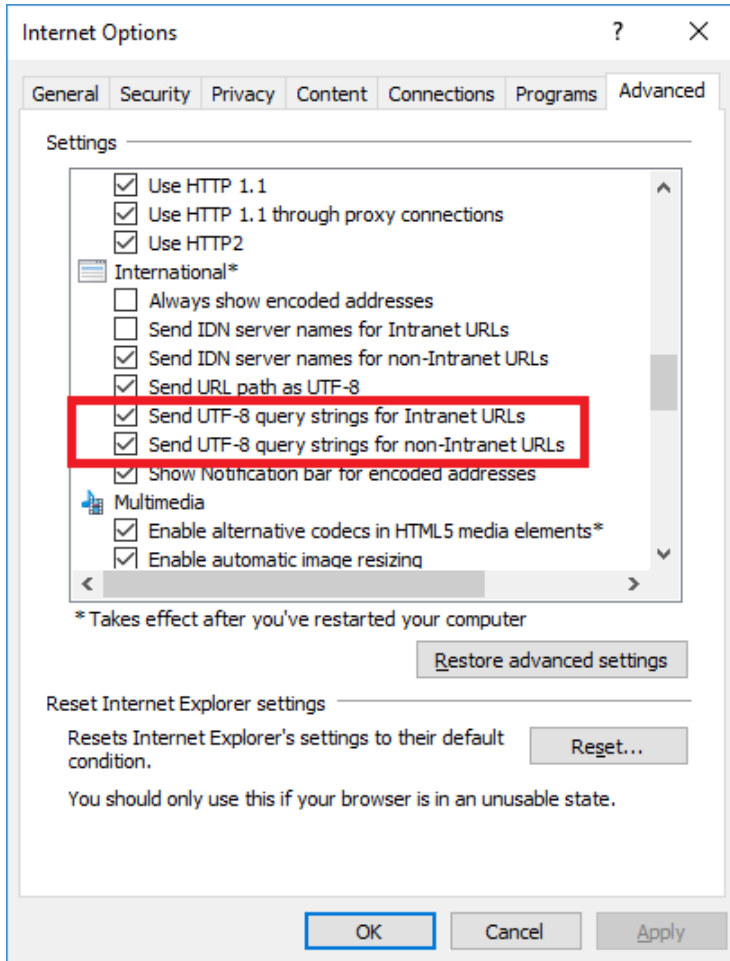 Internet Options
?
General Security Privacy Content Connections Programs Advanced
Settings
Use HTTP 1.1
Use HTTP 1.1 through proxy connections
Use HTTP2
International*
Always show encoded addresses
Send IDN server names for Intranet URLs
Send IDN server names for non-Intranet URLs
Send URL path as UTF-8
Send UTF-8 query strings for Intranet URLs
Send UTF-8 query strings for non-Intranet URLs
Show Notification bar for encoded addresses
Multimedia
Enable alternative codecs in HTML5 media elements*
Enable automatic image resizing
* Takes effect after you've restarted your computer
Restore advanced settings
Reset Internet Explorer settings
Resets Internet Explorer's settings to their default
condition.
Reset...
You should only use this if your browser is in an unusable state.
OK Cancel Apply